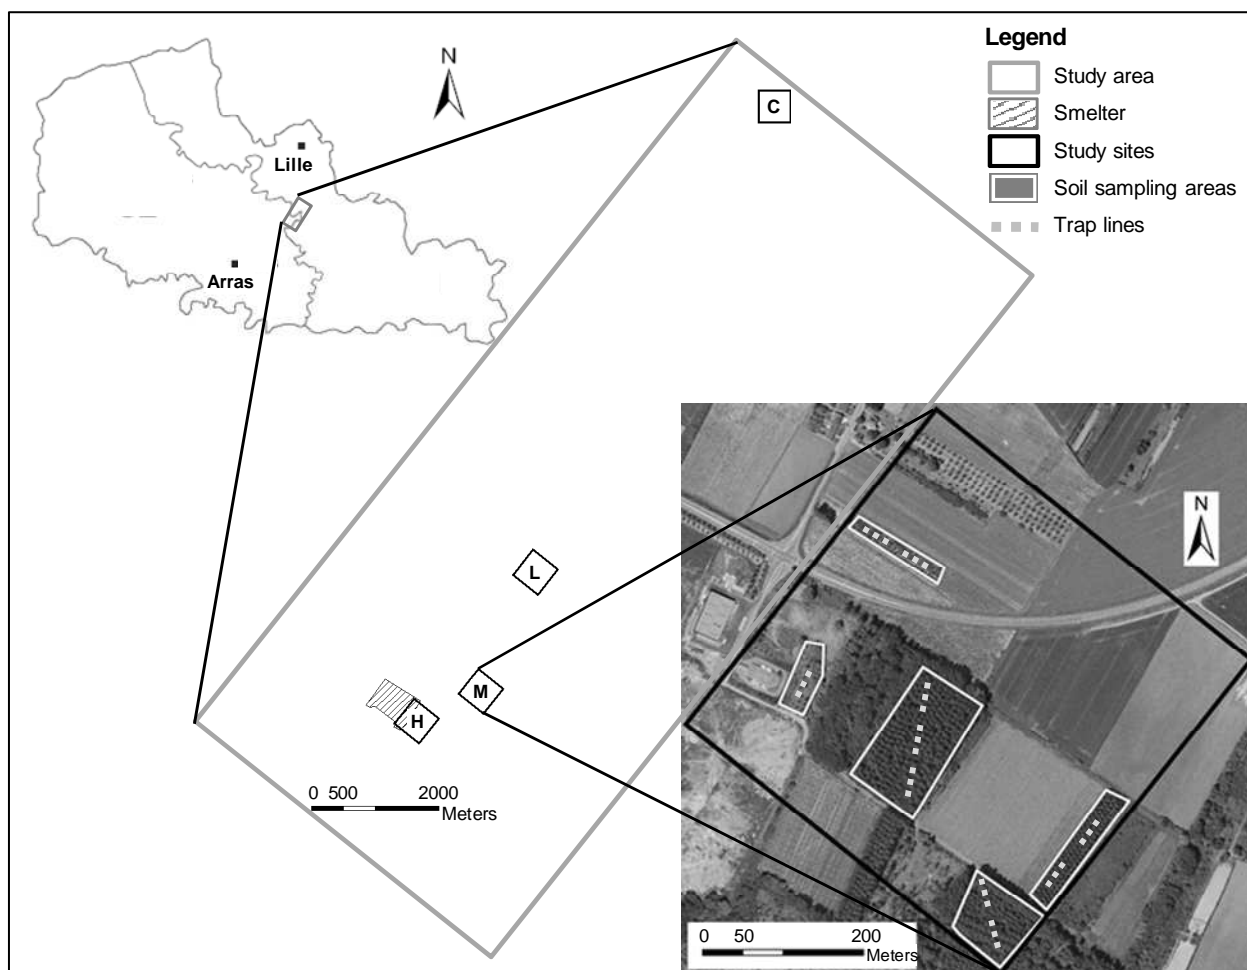 Legend
Study area
Smelter
Study sites
Soil sampling areas
Trap lines
N
Lille
Arras
C
L
M
H
0 500 2000
Meters
N
0 50 200
Meters